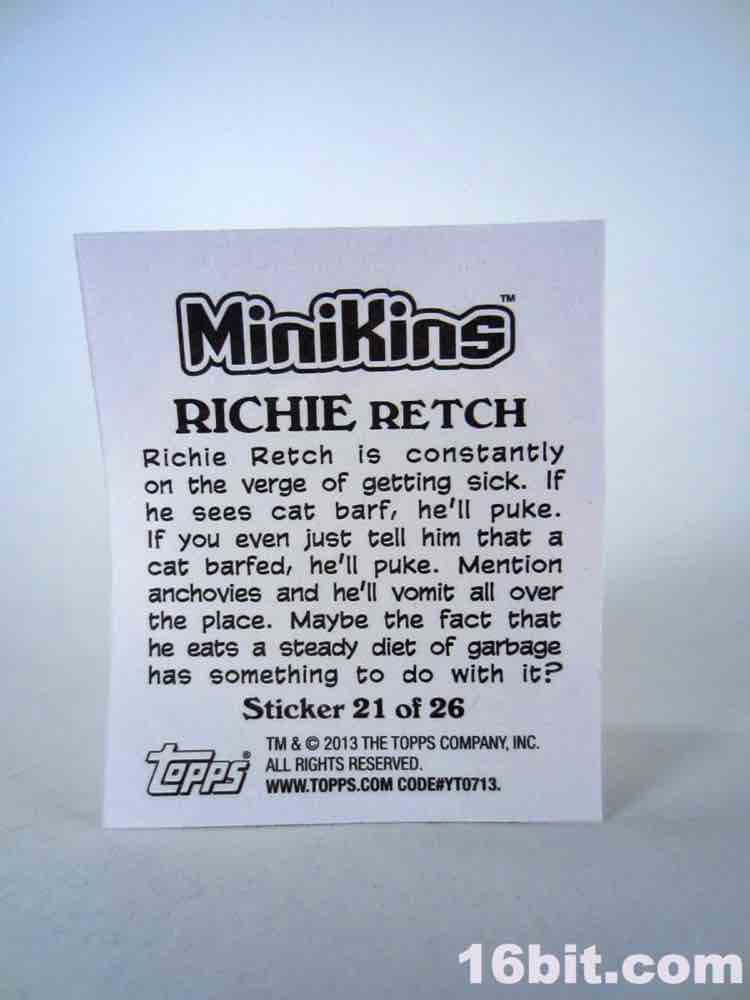 MiniKins™
RICHIE RETCH
Richie Retch is constantly
on the verge of getting sick. If
he sees cat barf, he'll puke.
If you even just tell him that a
cat barfed, he'll puke. Mention
anchovies and he'll vomit all over
the place. Maybe the fact that
he eats a steady diet of garbage
has something to do with it?
Sticker 21 of 26
Topps®
TM & © 2013 THE TOPPS COMPANY, INC.
ALL RIGHTS RESERVED.
WWW.TOPPS.COM CODE#YT0713.
16bit.com